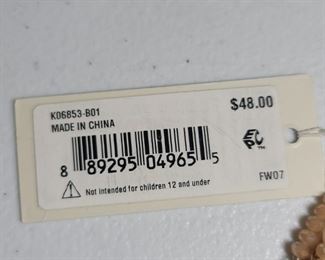 K06853-B01
MADE IN CHINA
$48.00
8 89295 04965 5
Not intended for children 12 and under
FW07